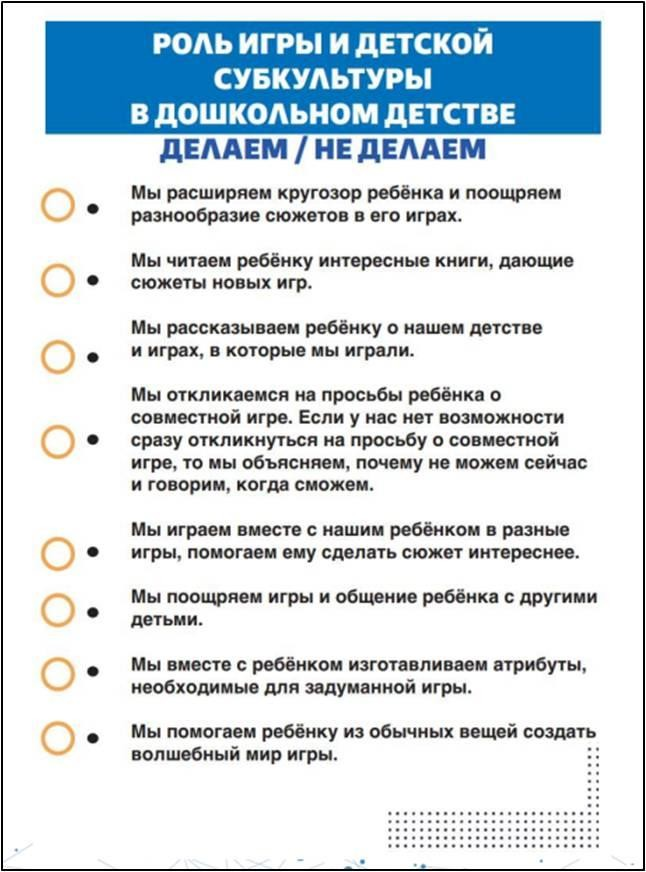 РОЛЬ ИГРЫ И ДЕТСКОЙ
СУБКУЛЬТУРЫ
В ДОШКОЛЬНОМ ДЕТСТВЕ
ДЕЛАЕМ / НЕ ДЕЛАЕМ
• Мы расширяем кругозор ребёнка и поощряем
разнообразие сюжетов в его играх.
• Мы читаем ребёнку интересные книги, дающие
сюжеты новых игр.
• Мы рассказываем ребёнку о нашем детстве
и играх, в которые мы играли.
• Мы откликаемся на просьбы ребёнка о
совместной игре. Если у нас нет возможности
сразу откликнуться на просьбу о совместной
игре, то мы объясняем, почему не можем сейчас
и говорим, когда сможем.
• Мы играем вместе с нашим ребёнком в разные
игры, помогаем ему сделать сюжет интереснее.
• Мы поощряем игры и общение ребёнка с другими
детьми.
• Мы вместе с ребёнком изготавливаем атрибуты,
необходимые для задуманной игры.
• Мы помогаем ребёнку из обычных вещей создать
волшебный мир игры.